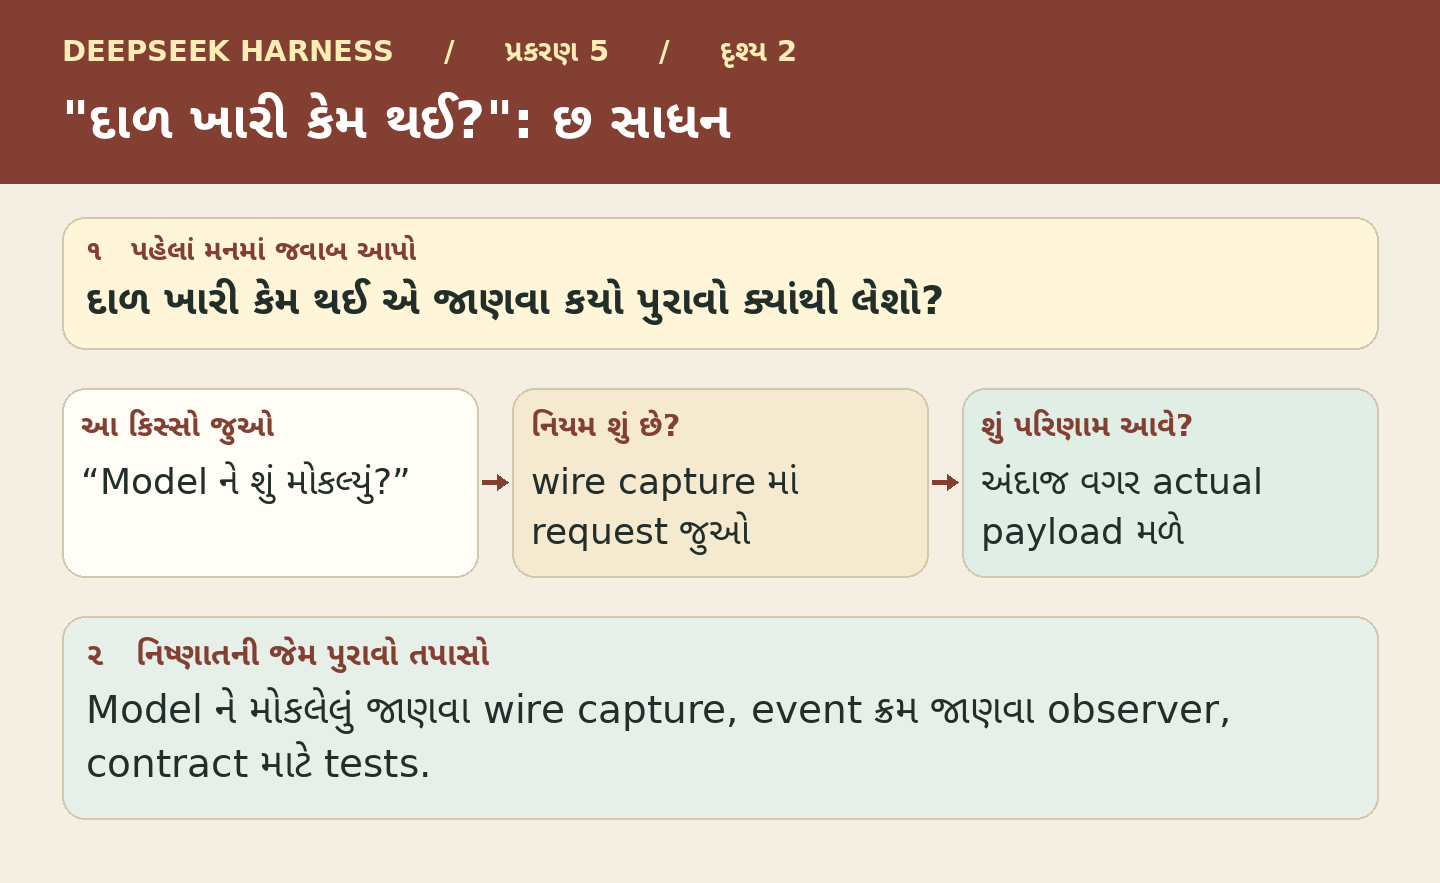 DEEPSEEK HARNESS / પ્રકરણ 5 / દૃશ્ય 2
"દાળ ખારી કેમ થઈ?": છ સાધન
૧ પહેલાં મનમાં જવાબ આપો
દાળ ખારી કેમ થઈ એ જાણવા કયો પુરાવો ક્યાંથી લેશો?
આ કિસ્સો જુઓ
“Model ને શું મોકલ્યું?”
નિયમ શું છે?
wire capture માં
request જુઓ
શું પરિણામ આવે?
અંદાજ વગર actual
payload મળે
૨ નિષ્ણાતની જેમ પુરાવો તપાસો
Model ને મોકલેલું જાણવા wire capture, event ક્રમ જાણવા observer,
contract માટે tests.